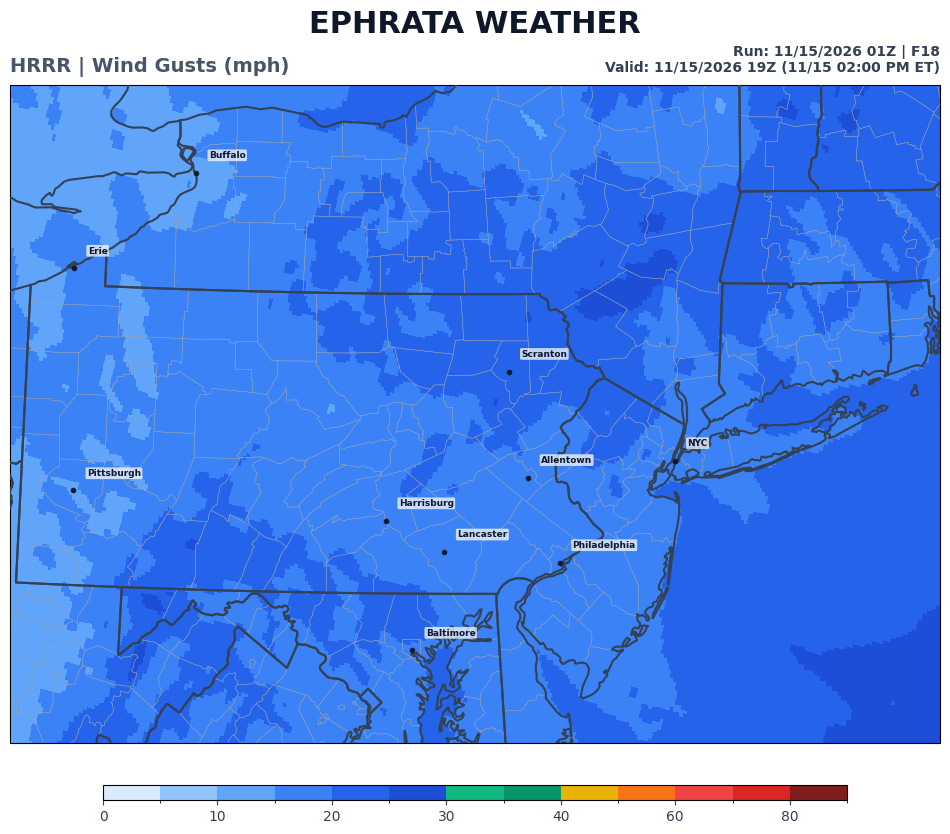 EPHRATA WEATHER
HRRR | Wind Gusts (mph)
Run: 11/15/2026 01Z | F18
Valid: 11/15/2026 19Z (11/15 02:00 PM ET)
Buffalo
Erie
Scranton
NYC
Allentown
Pittsburgh
Harrisburg
Lancaster
Philadelphia
Baltimore
0 10 20 30 40 60 80